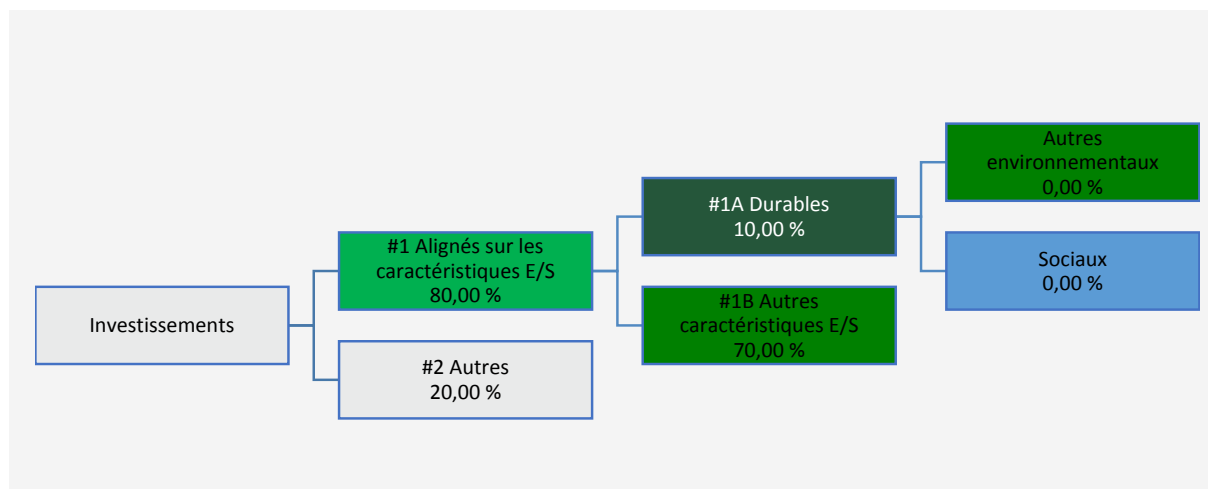 Investissements
#1 Alignés sur les
caractéristiques E/S
80,00 %
#2 Autres
20,00 %
#1A Durables
10,00 %
#1B Autres
caractéristiques E/S
70,00 %
Autres
environnementaux
0,00 %
Sociaux
0,00 %